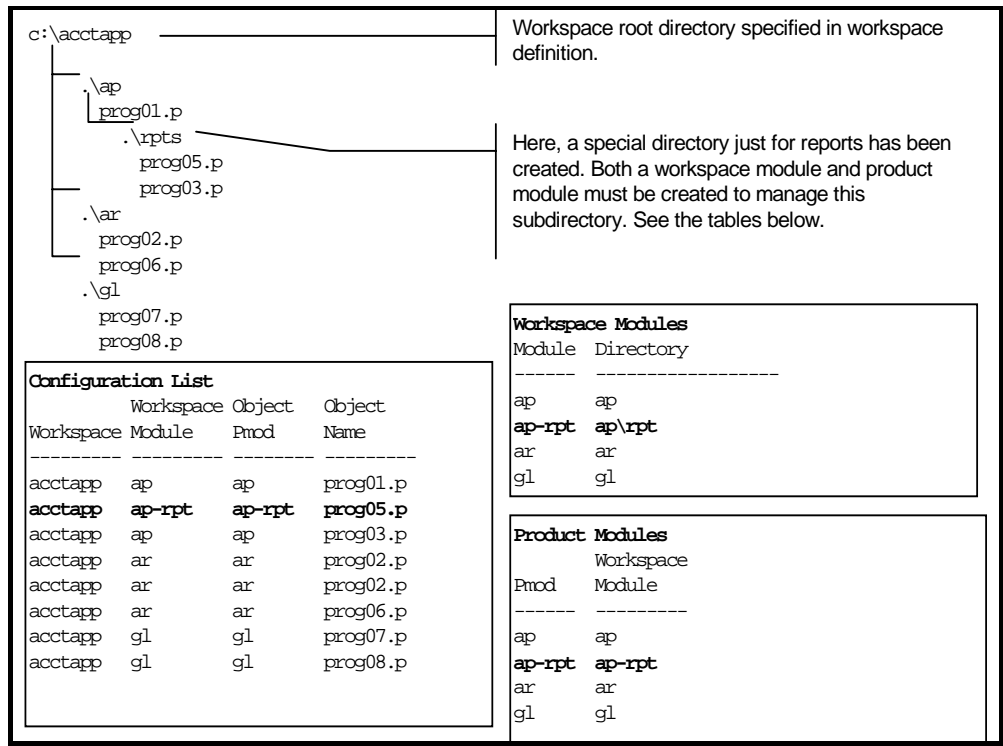 c:\acctapp
.\ap
prog01.p
.\rpts
prog05.p
prog03.p
.\ar
prog02.p
prog06.p
.\gl
prog07.p
prog08.p
Workspace root directory specified in workspace
definition.
Here, a special directory just for reports has been
created. Both a workspace module and product
module must be created to manage this
subdirectory. See the tables below.
Configuration List
Workspace Object Object
Workspace Module Pmod Name
--------- --------- -------- ---------
acctapp ap ap prog01.p
acctapp ap-rpt ap-rpt prog05.p
acctapp ap ap prog03.p
acctapp ar ar prog02.p
acctapp ar ar prog02.p
acctapp ar ar prog06.p
acctapp gl gl prog07.p
acctapp gl gl prog08.p
Workspace Modules
Module Directory
------ ------------------
ap ap
ap-rpt ap\rpt
ar ar
gl gl
Product Modules
Workspace
Pmod Module
------ ---------
ap ap
ap-rpt ap-rpt
ar ar
gl gl